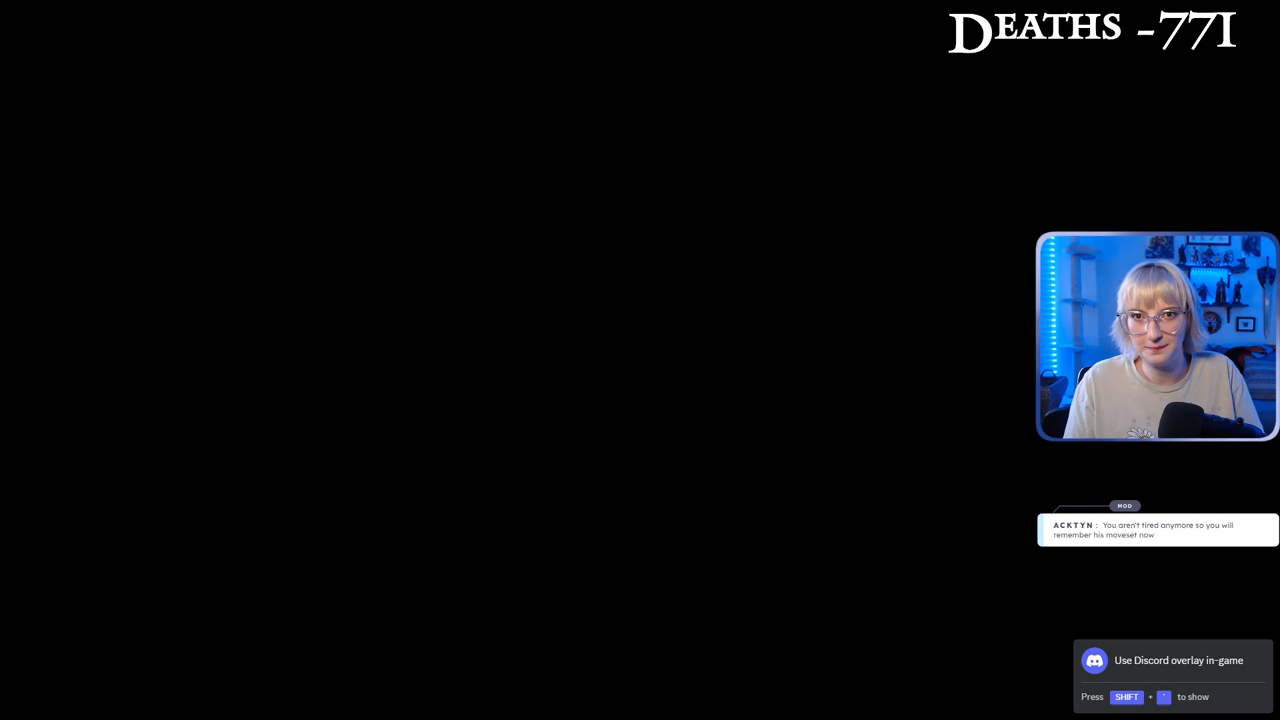 DEATHS -771
MOD
ACKTYN : You aren't tired anymore so you will
remember his moveset now
Use Discord overlay in-game
Press SHIFT + ` to show